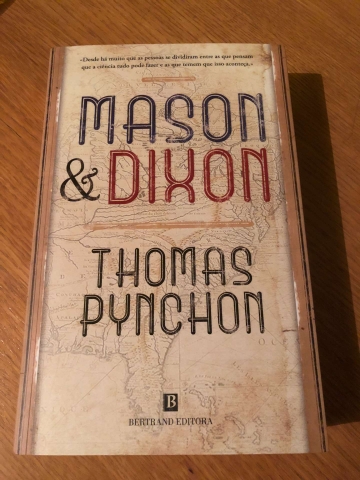 «Desde há muito que as pessoas se dividiram entre as que pensam
que a ciência tudo pode fazer e as que temem que isso aconteça.»
MASON
& DIXON
THOMAS
PYNCHON
B
BERTRAND EDITORA